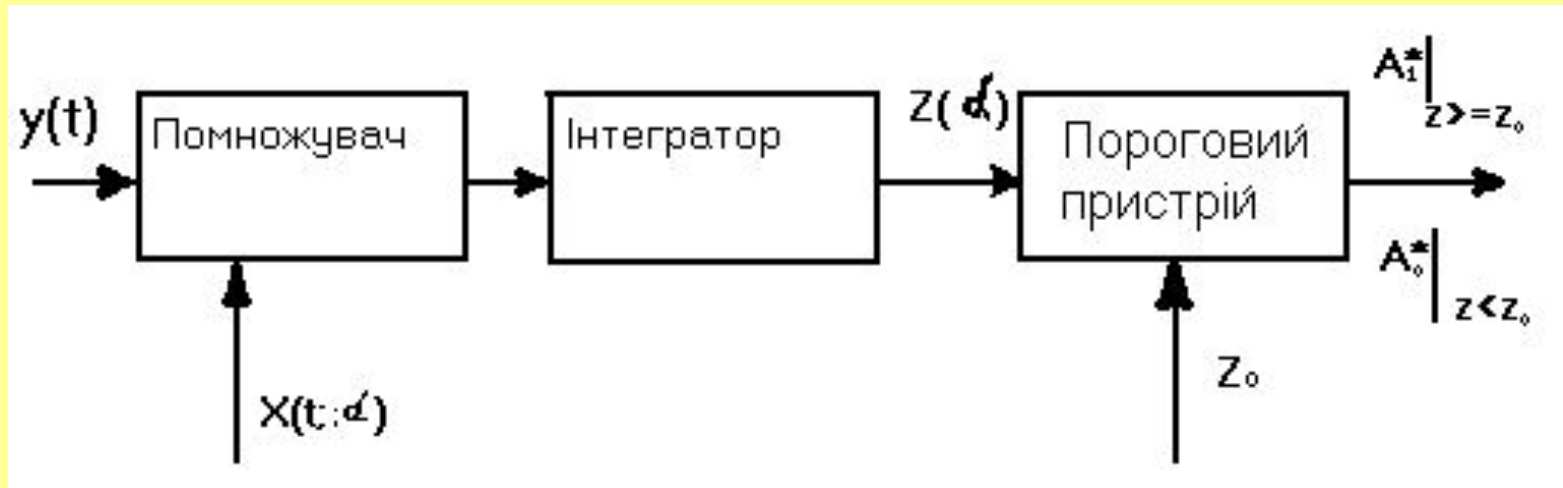 y(t)
Помножувач
X(t;α)
Інтегратор
Z(α)
Пороговий
пристрій
Z₀
A₁*|z>=z₀
A₀*|z<z₀